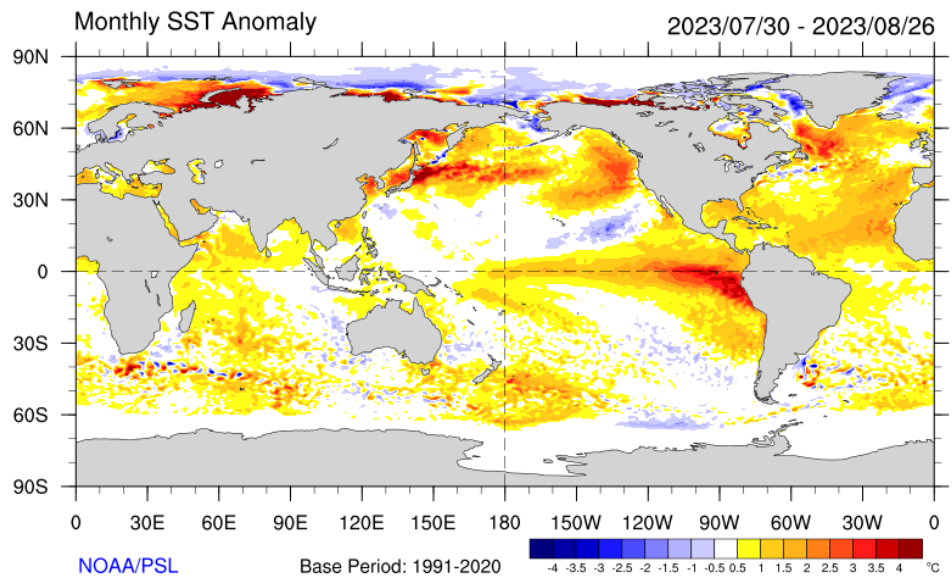 Monthly SST Anomaly 2023/07/30 - 2023/08/26
90N
60N
30N
0
30S
60S
90S
0 30E 60E 90E 120E 150E 180 150W 120W 90W 60W 30W 0
NOAA/PSL Base Period: 1991-2020
-4 -3.5 -3 -2.5 -2 -1.5 -1 -0.5 0.5 1 1.5 2 2.5 3 3.5 4 °C